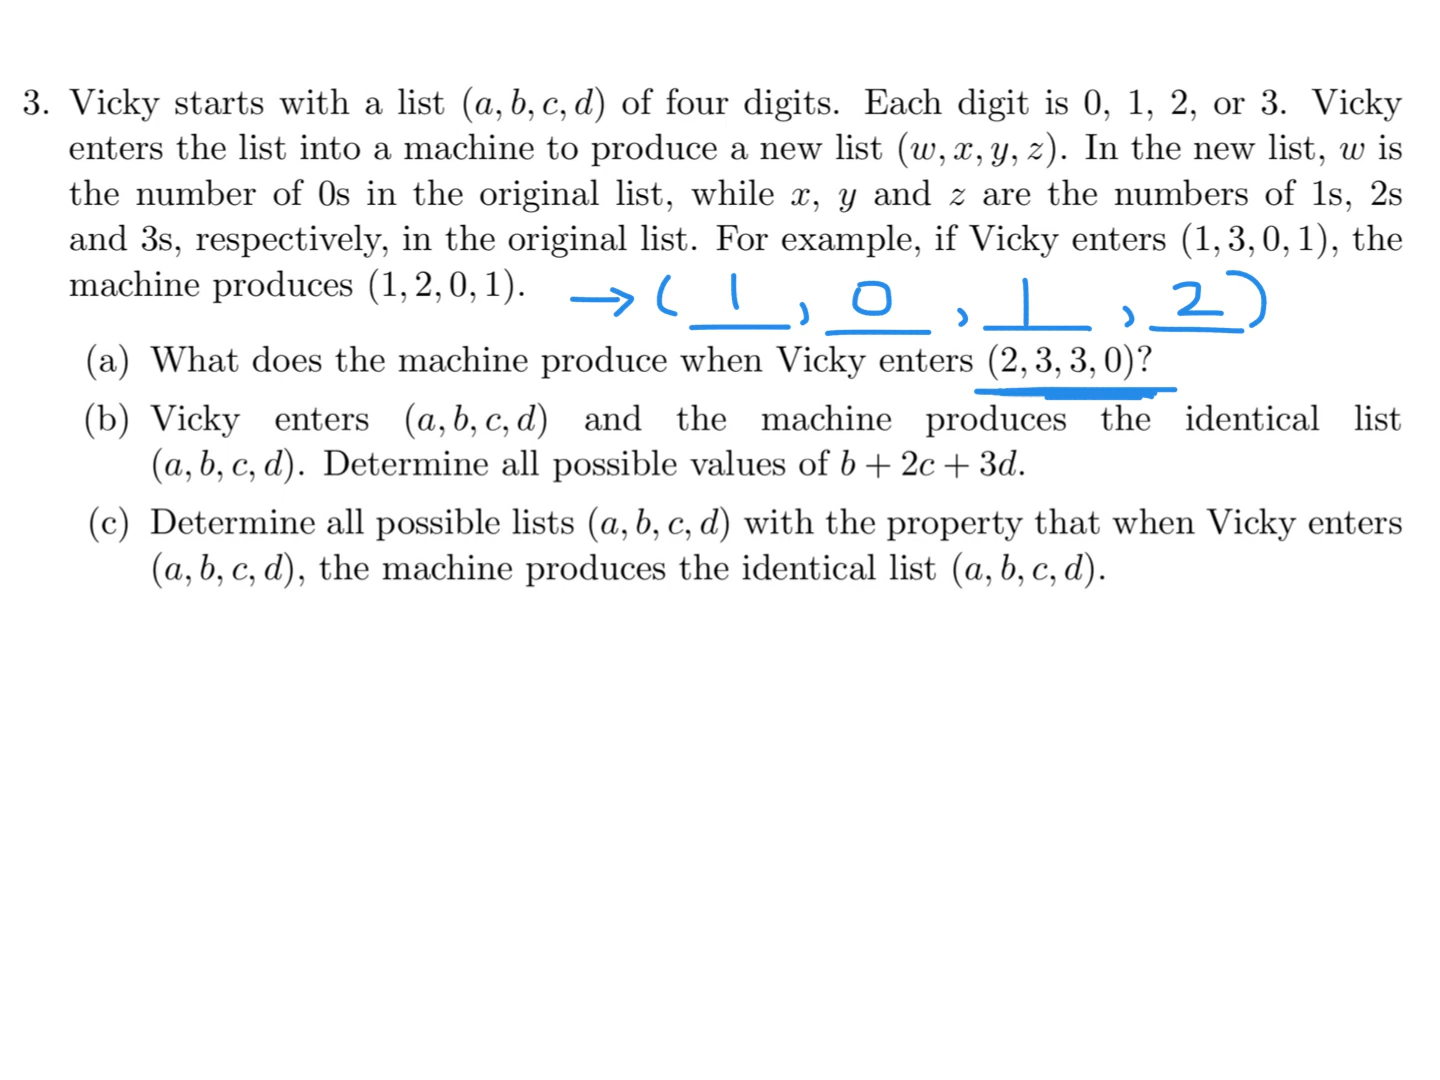 3. Vicky starts with a list (a, b, c, d) of four digits. Each digit is 0, 1, 2, or 3. Vicky
enters the list into a machine to produce a new list (w, x, y, z). In the new list, w is
the number of 0s in the original list, while x, y and z are the numbers of 1s, 2s
and 3s, respectively, in the original list. For example, if Vicky enters (1, 3, 0, 1), the
machine produces (1, 2, 0, 1). → ( 1 , 0 , 1 , 2 )
(a) What does the machine produce when Vicky enters (2, 3, 3, 0)?
(b) Vicky enters (a, b, c, d) and the machine produces the identical list
(a, b, c, d). Determine all possible values of b + 2c + 3d.
(c) Determine all possible lists (a, b, c, d) with the property that when Vicky enters
(a, b, c, d), the machine produces the identical list (a, b, c, d).